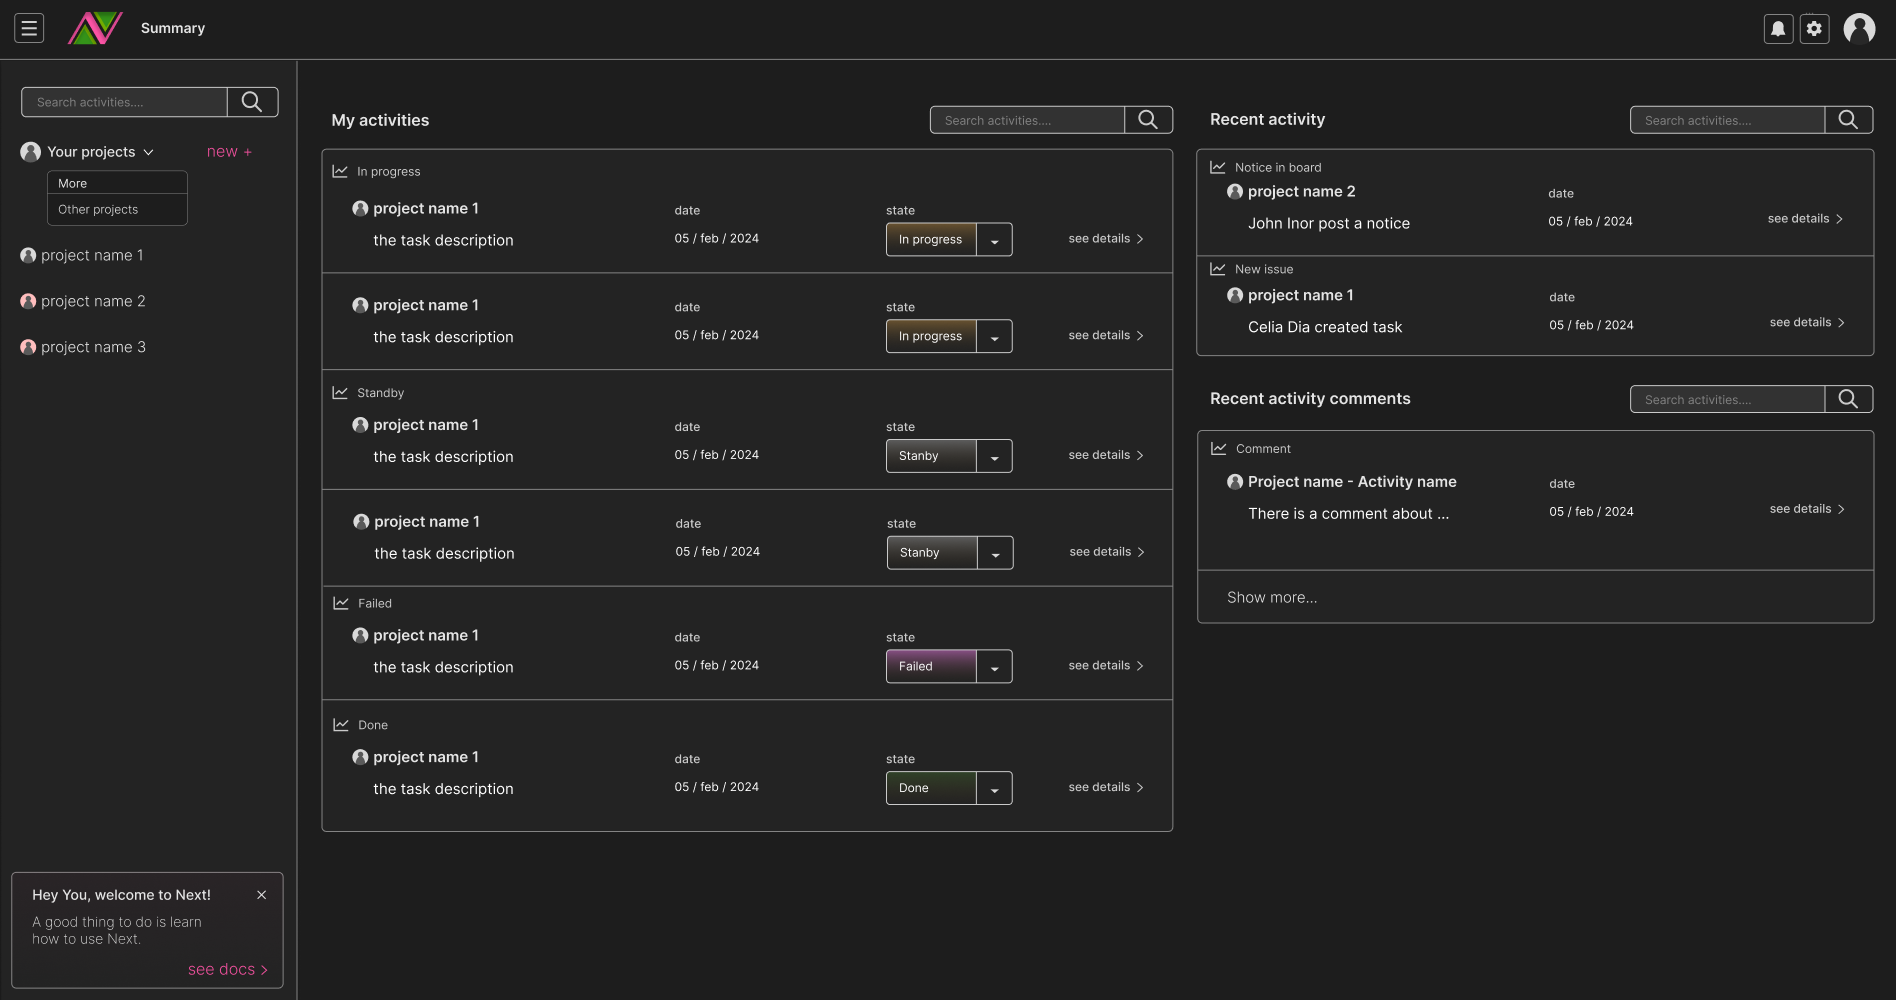 Summary
Search activities....
Your projects
new +
More
Other projects
project name 1
project name 2
project name 3
Hey You, welcome to Next!
A good thing to do is learn
how to use Next.
see docs
My activities
Search activities....
In progress
project name 1
date
state
the task description
05 / feb / 2024
In progress
see details
project name 1
date
state
the task description
05 / feb / 2024
In progress
see details
Standby
project name 1
date
state
the task description
05 / feb / 2024
Stanby
see details
project name 1
date
state
the task description
05 / feb / 2024
Stanby
see details
Failed
project name 1
date
state
the task description
05 / feb / 2024
Failed
see details
Done
project name 1
date
state
the task description
05 / feb / 2024
Done
see details
Recent activity
Search activities....
Notice in board
project name 2
date
John Inor post a notice
05 / feb / 2024
see details
New issue
project name 1
date
Celia Dia created task
05 / feb / 2024
see details
Recent activity comments
Search activities....
Comment
Project name - Activity name
date
There is a comment about ...
05 / feb / 2024
see details
Show more...